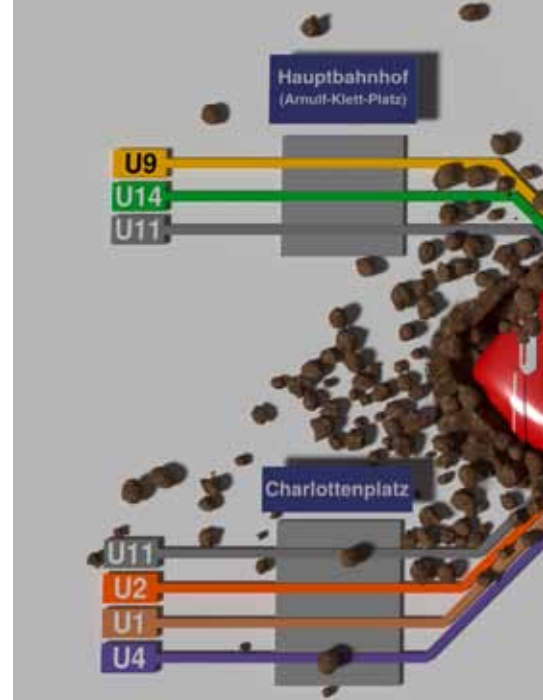 Hauptbahnhof
(Arnulf-Klett-Platz)
U9
U14
U11
Charlottenplatz
U11
U2
U1
U4